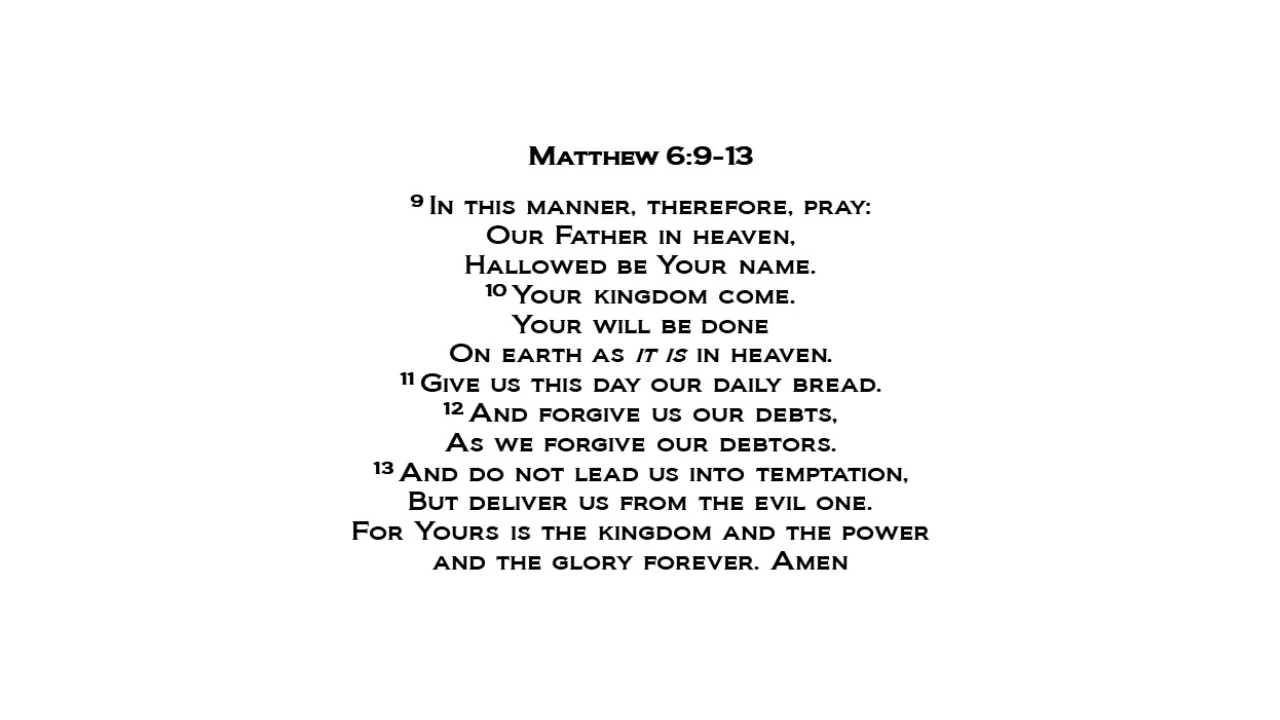 Matthew 6:9-13
9 In this manner, therefore, pray:
Our Father in heaven,
Hallowed be Your name.
10 Your kingdom come.
Your will be done
On earth as it is in heaven.
11 Give us this day our daily bread.
12 And forgive us our debts,
As we forgive our debtors.
13 And do not lead us into temptation,
But deliver us from the evil one.
For Yours is the kingdom and the power
and the glory forever. Amen